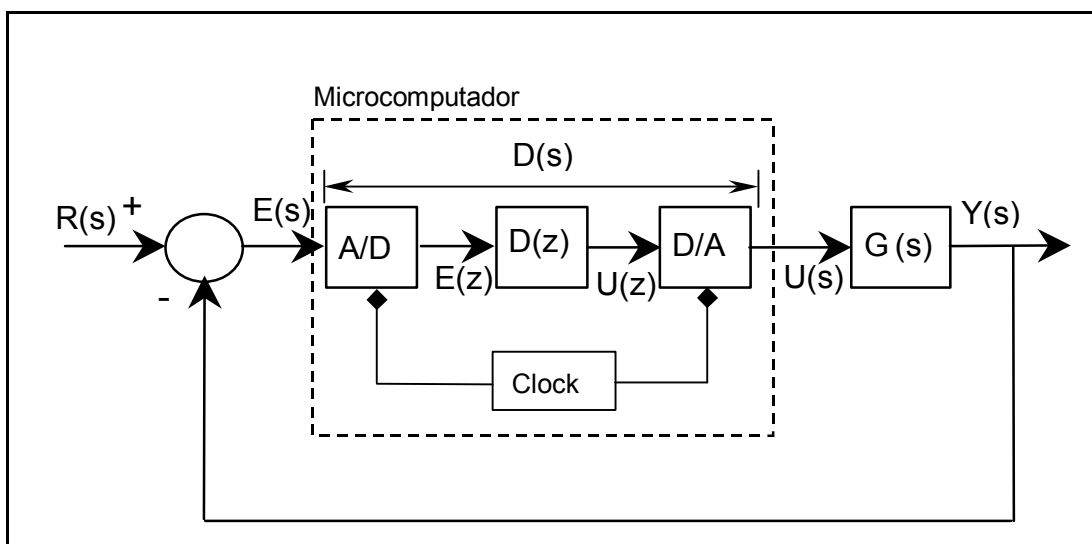 Microcomputador
D(s)
R(s)
+
-
E(s)
A/D
E(z)
D(z)
U(z)
D/A
U(s)
G(s)
Y(s)
Clock